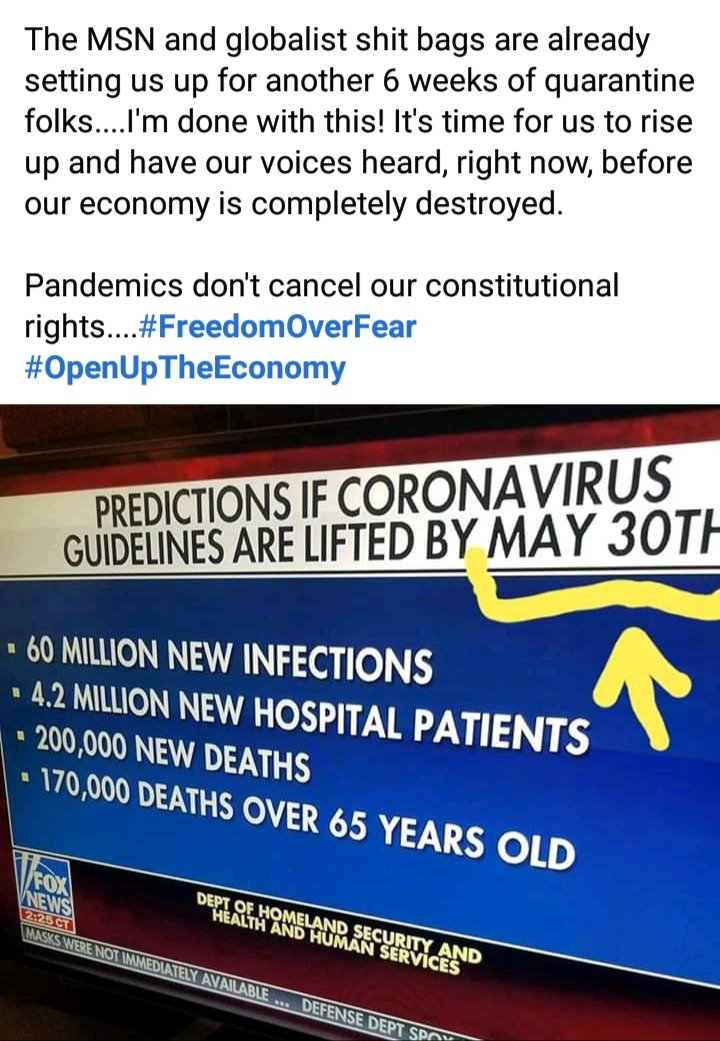 The MSN and globalist shit bags are already
setting us up for another 6 weeks of quarantine
folks....I'm done with this! It's time for us to rise
up and have our voices heard, right now, before
our economy is completely destroyed.
Pandemics don't cancel our constitutional
rights....#FreedomOverFear
#OpenUpTheEconomy
PREDICTIONS IF CORONAVIRUS
GUIDELINES ARE LIFTED BY MAY 30TH
▪ 60 MILLION NEW INFECTIONS
▪ 4.2 MILLION NEW HOSPITAL PATIENTS
▪ 200,000 NEW DEATHS
▪ 170,000 DEATHS OVER 65 YEARS OLD
FOX
NEWS
2:25 CT
DEPT OF HOMELAND SECURITY AND
HEALTH AND HUMAN SERVICES
MASKS WERE NOT IMMEDIATELY AVAILABLE ... DEFENSE DEPT